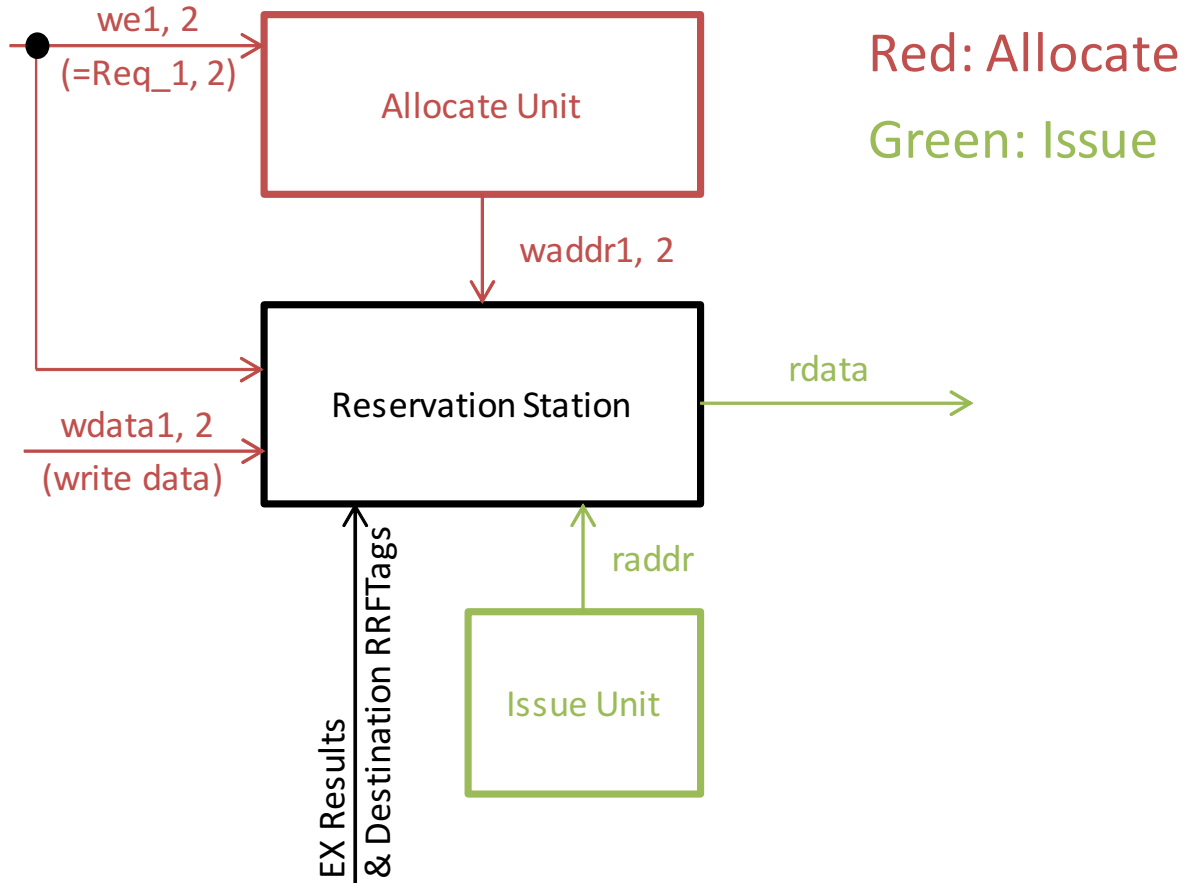 we1, 2
(=Req_1, 2)
Allocate Unit
Red: Allocate
Green: Issue
waddr1, 2
Reservation Station
rdata
wdata1, 2
(write data)
raddr
Issue Unit
EX Results
& Destination RRFTags